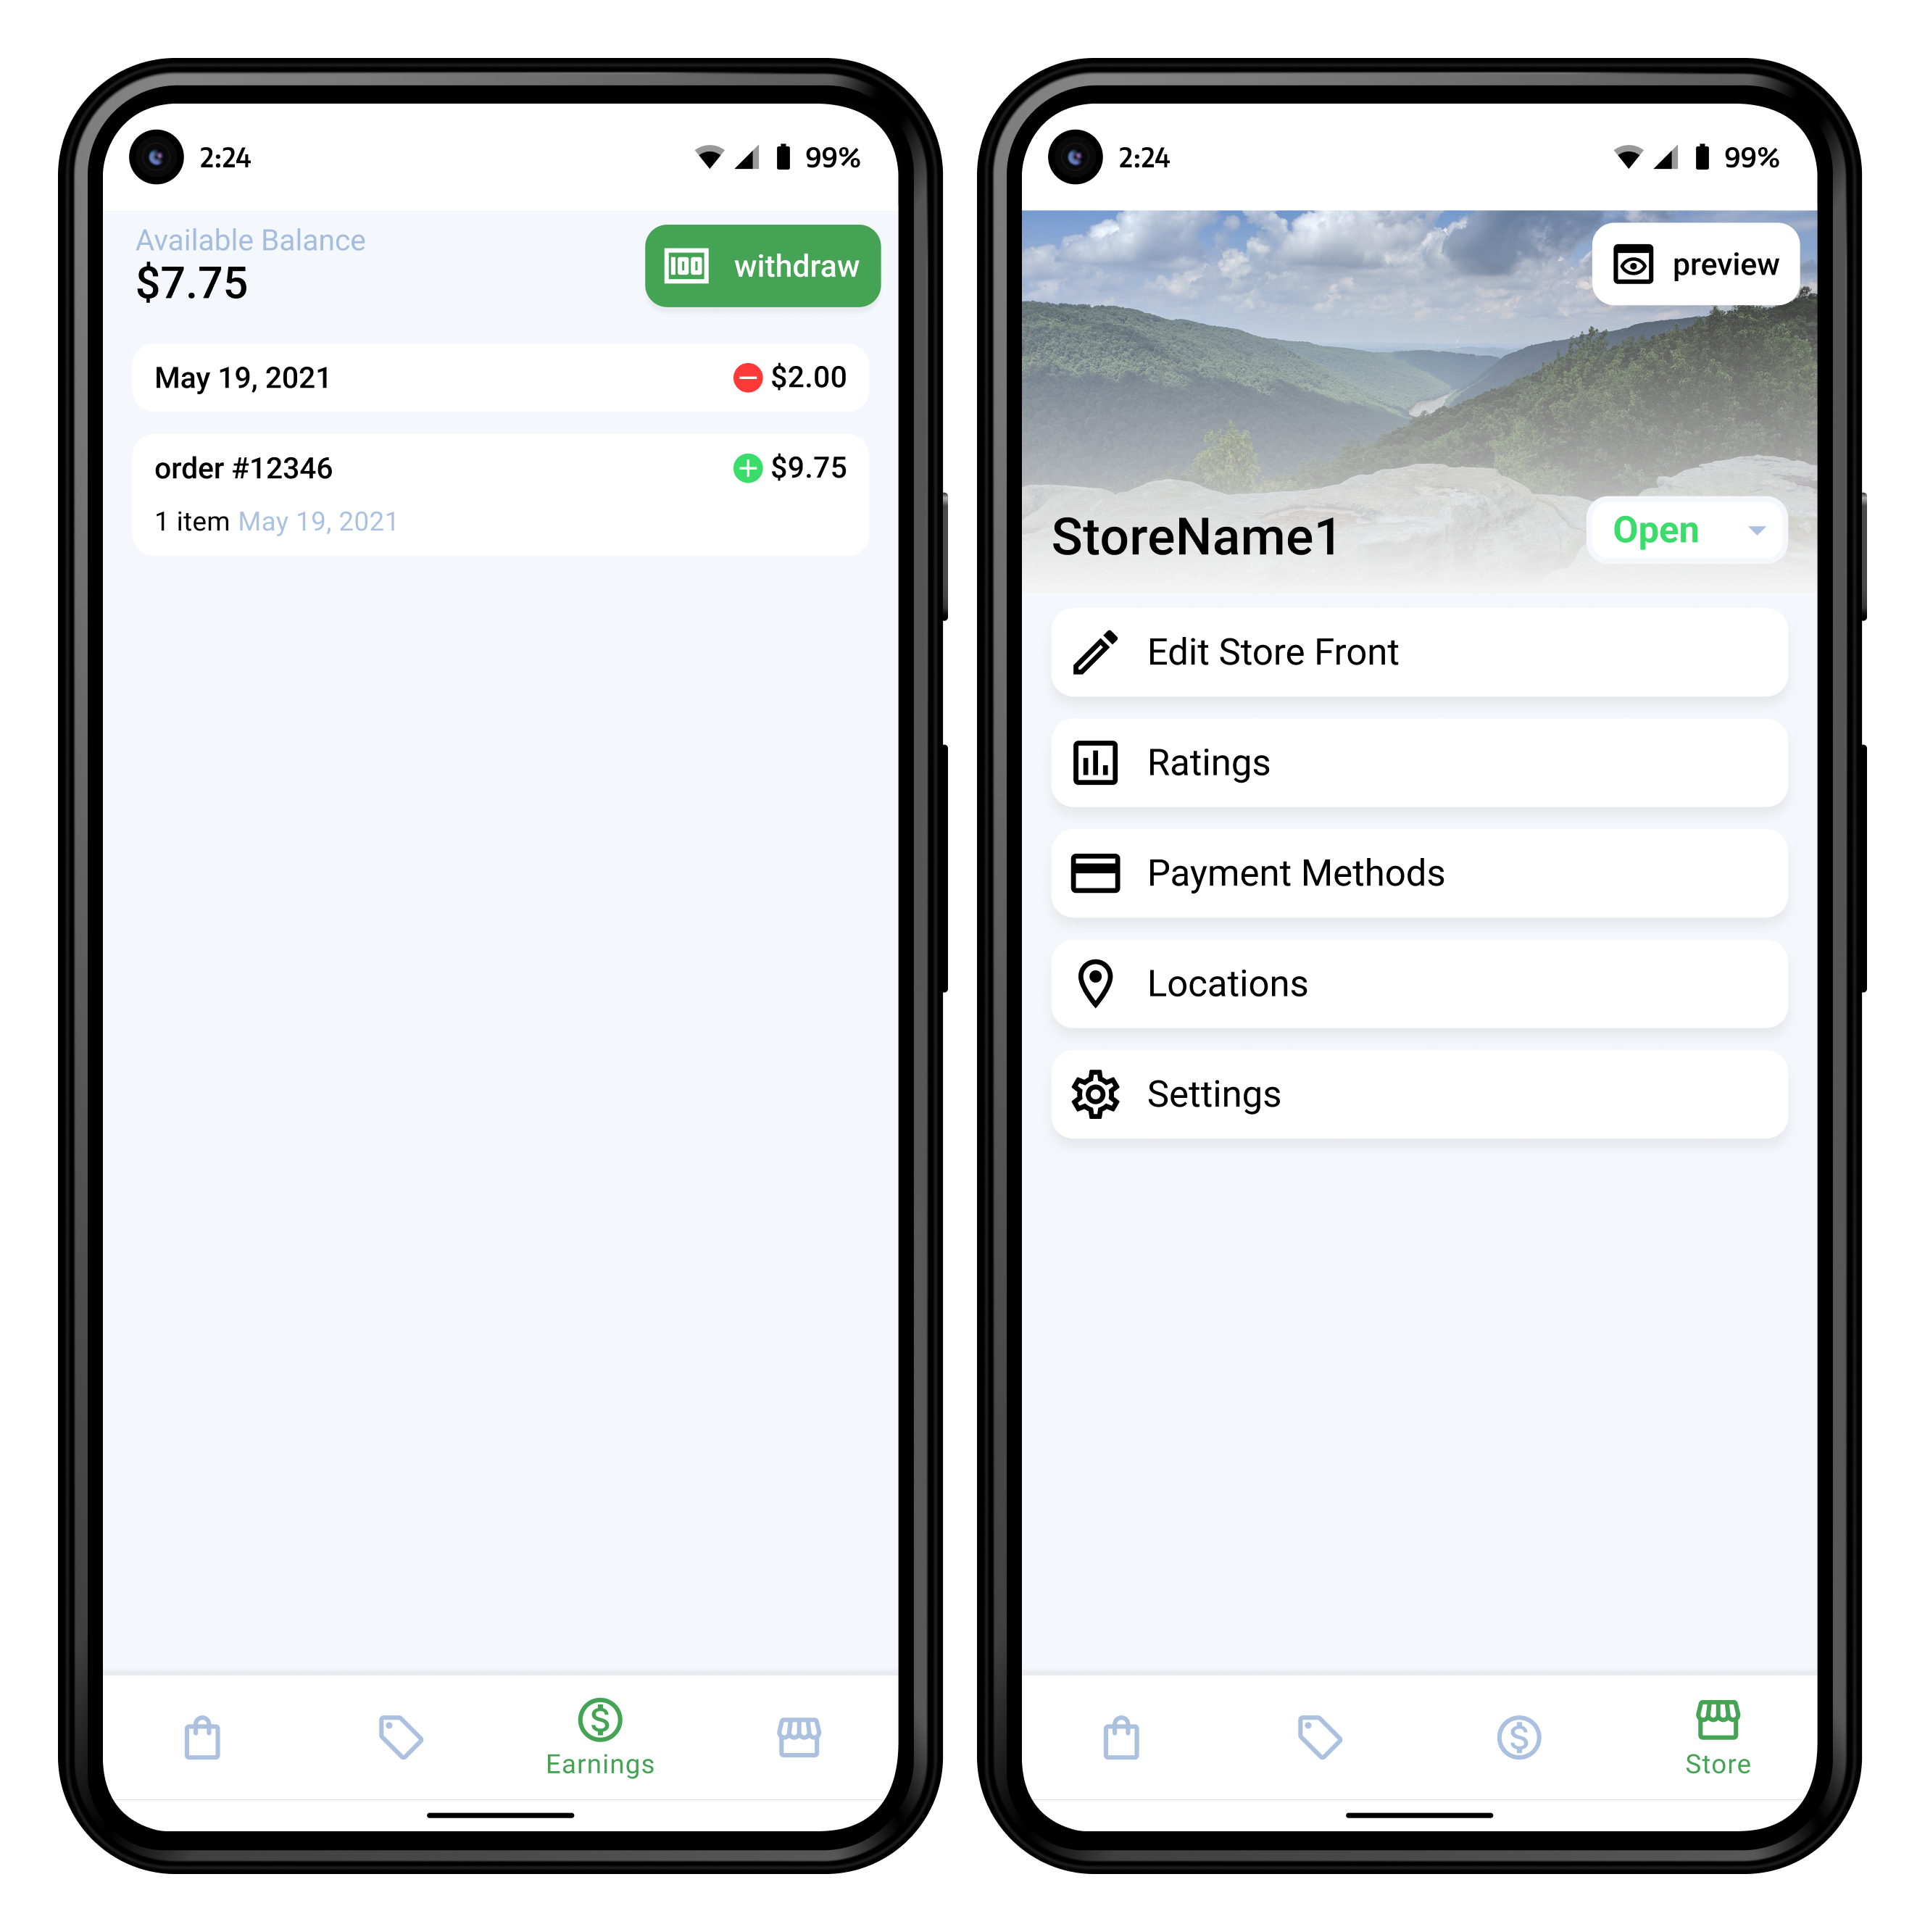 2:24
99%
Available Balance
$7.75
100 withdraw
May 19, 2021
$2.00
order #12346
$9.75
1 item May 19, 2021
Earnings
2:24
99%
preview
StoreName1
Open
Edit Store Front
Ratings
Payment Methods
Locations
Settings
Store